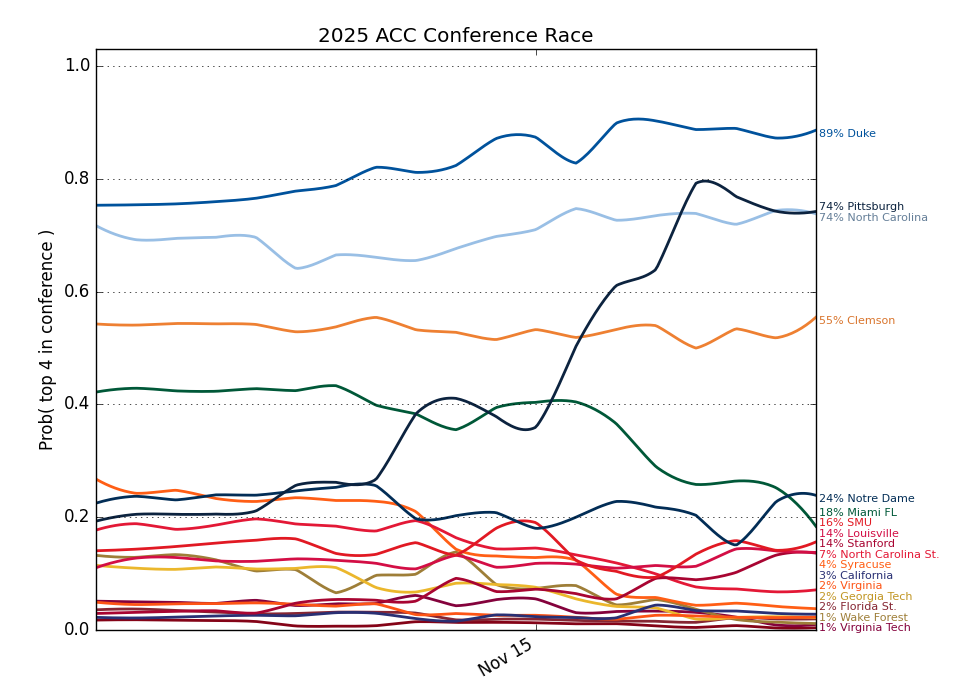 2025 ACC Conference Race
Prob( top 4 in conference )
1.0
0.8
0.6
0.4
0.2
0.0
Nov 15
89% Duke
74% Pittsburgh
74% North Carolina
55% Clemson
24% Notre Dame
18% Miami FL
16% SMU
14% Louisville
14% Stanford
7% North Carolina St.
4% Syracuse
3% California
2% Virginia
2% Georgia Tech
2% Florida St.
1% Wake Forest
1% Virginia Tech